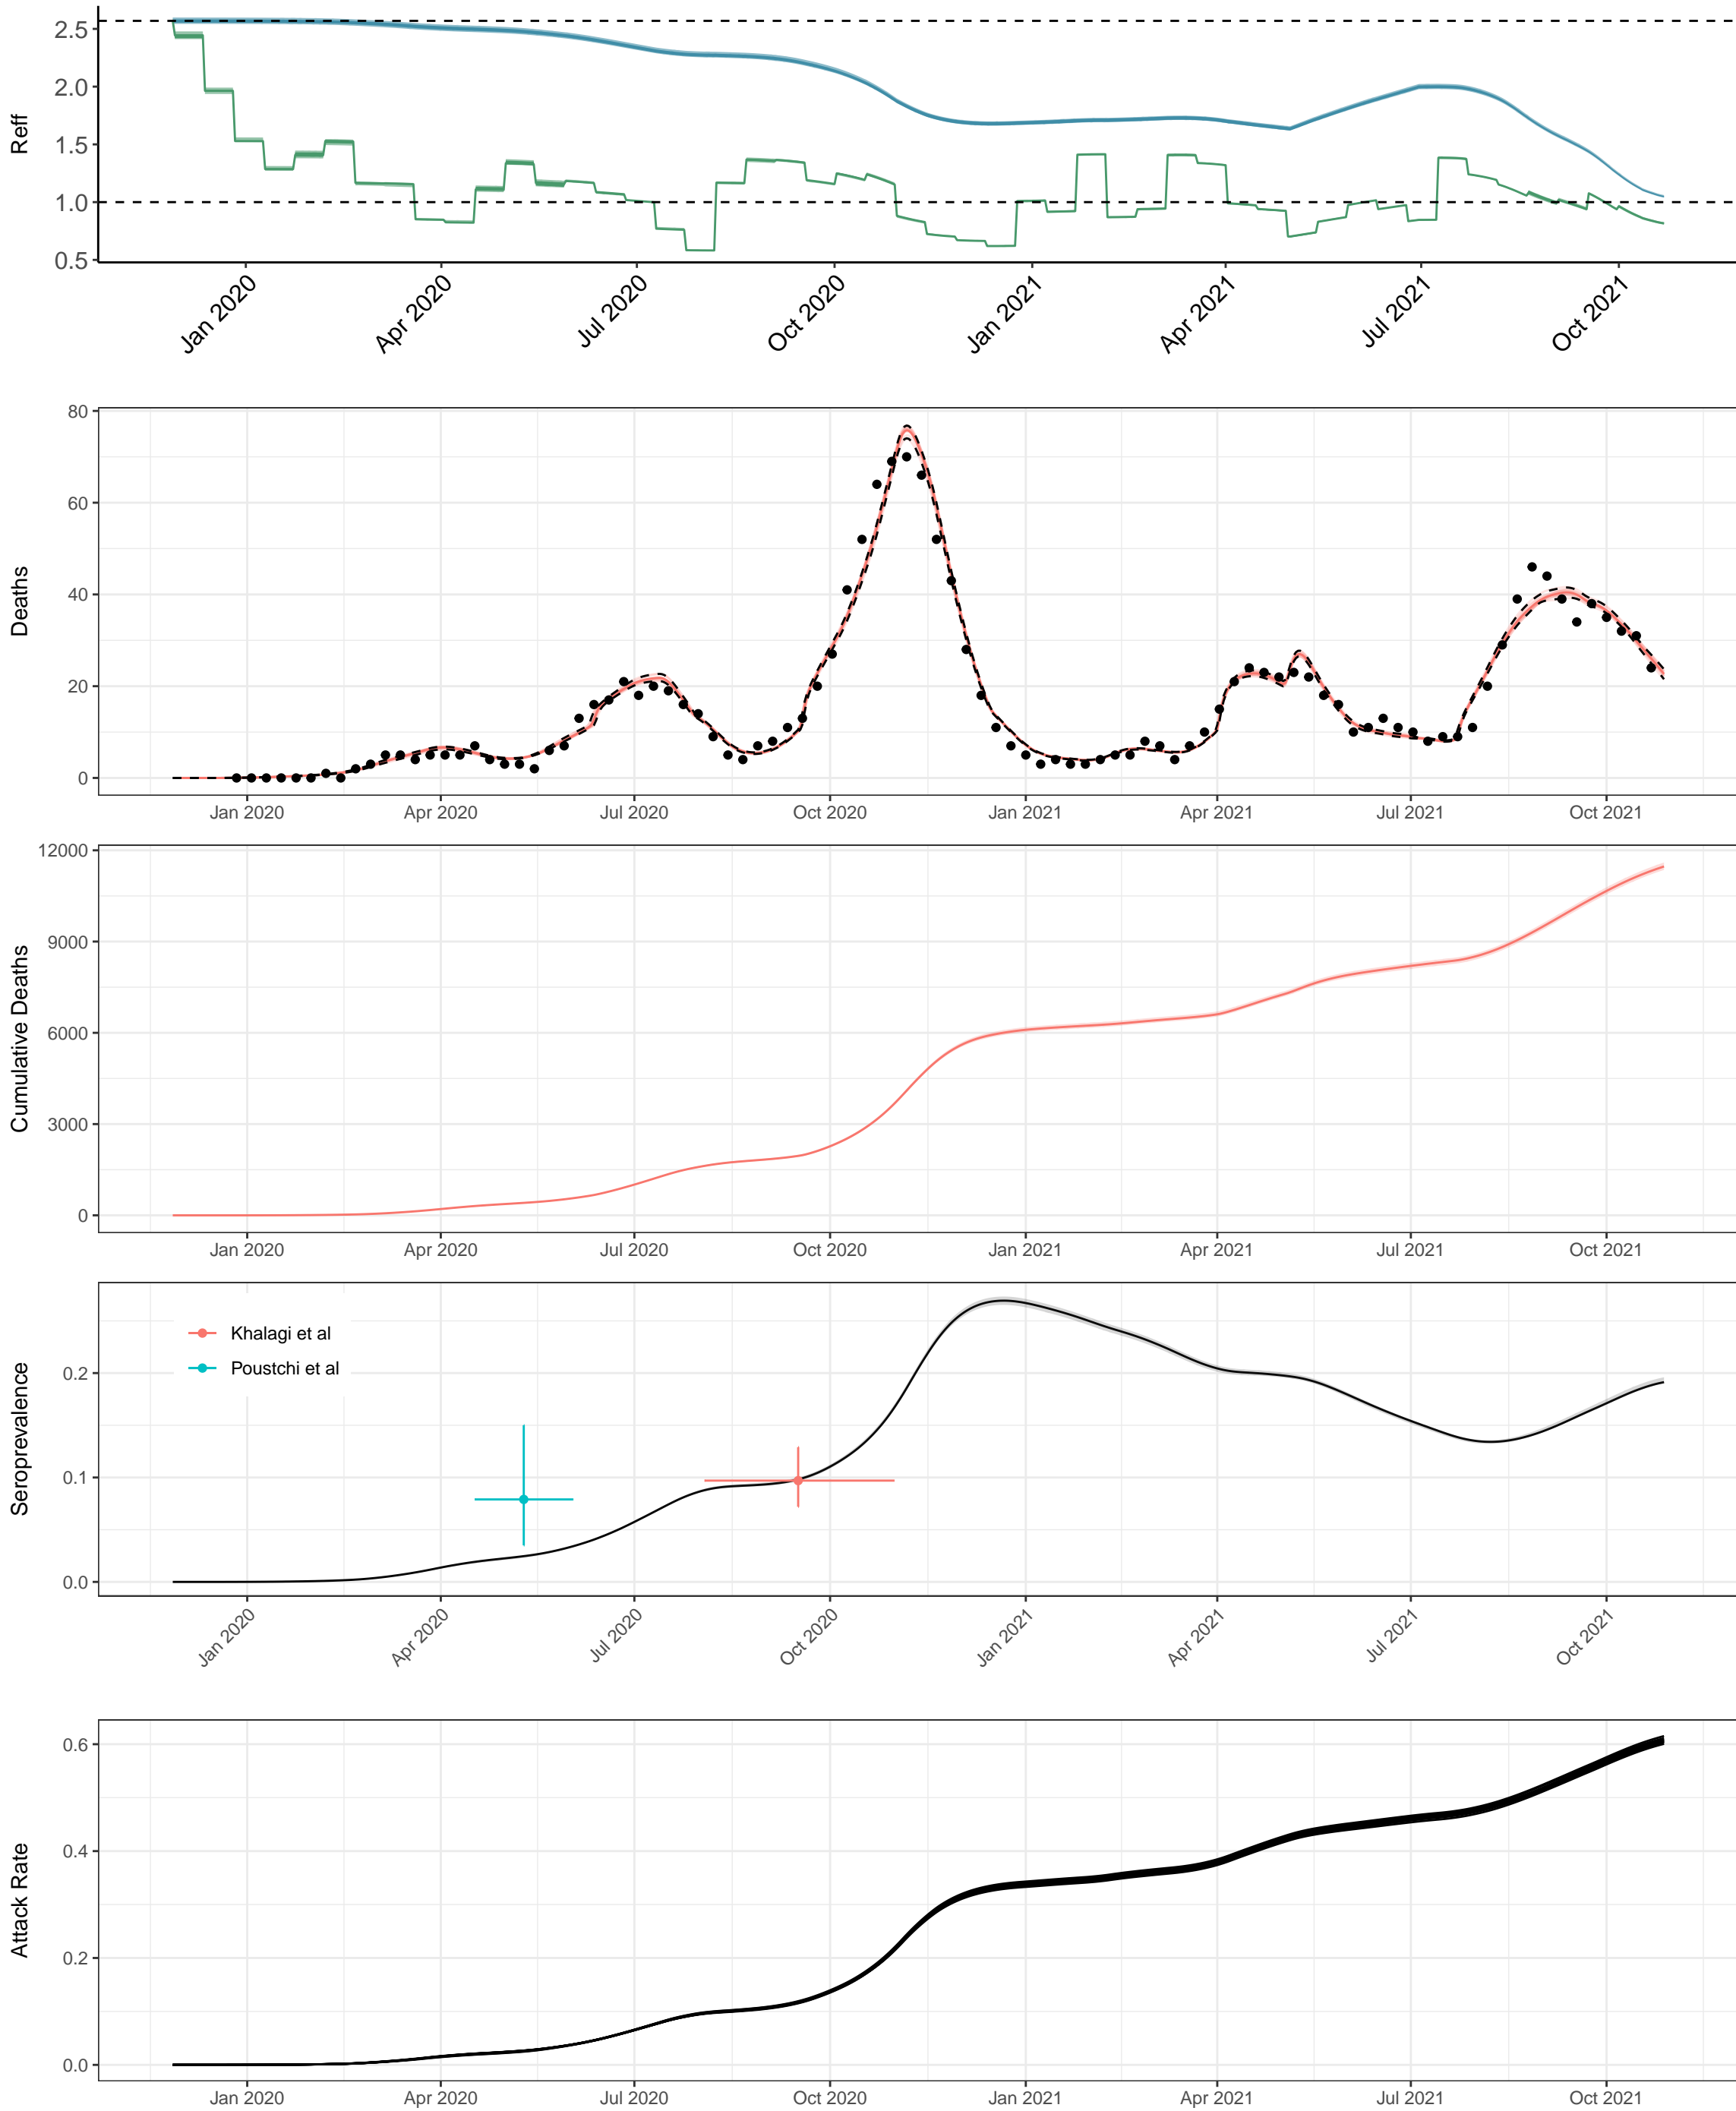 Reff
2.5
2.0
1.5
1.0
0.5
Jan 2020
Apr 2020
Jul 2020
Oct 2020
Jan 2021
Apr 2021
Jul 2021
Oct 2021
Deaths
80
60
40
20
0
Jan 2020
Apr 2020
Jul 2020
Oct 2020
Jan 2021
Apr 2021
Jul 2021
Oct 2021
Cumulative Deaths
12000
9000
6000
3000
0
Jan 2020
Apr 2020
Jul 2020
Oct 2020
Jan 2021
Apr 2021
Jul 2021
Oct 2021
Seroprevalence
Khalagi et al
Poustchi et al
0.2
0.1
0.0
Jan 2020
Apr 2020
Jul 2020
Oct 2020
Jan 2021
Apr 2021
Jul 2021
Oct 2021
Attack Rate
0.6
0.4
0.2
0.0
Jan 2020
Apr 2020
Jul 2020
Oct 2020
Jan 2021
Apr 2021
Jul 2021
Oct 2021